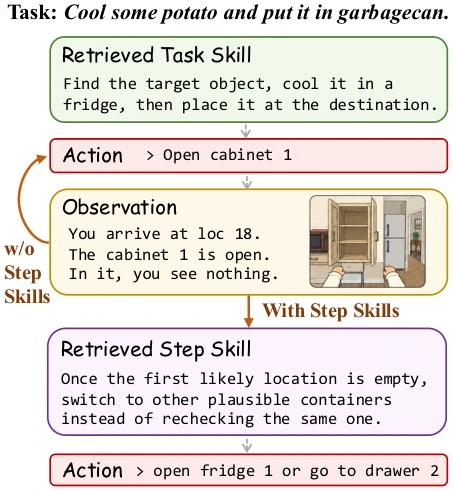 Task: Cool some potato and put it in garbagecan.
Retrieved Task Skill
Find the target object, cool it in a
fridge, then place it at the destination.
Action > Open cabinet 1
Observation
You arrive at loc 18.
The cabinet 1 is open.
In it, you see nothing.
w/o
Step
Skills
With Step Skills
Retrieved Step Skill
Once the first likely location is empty,
switch to other plausible containers
instead of rechecking the same one.
Action > open fridge 1 or go to drawer 2